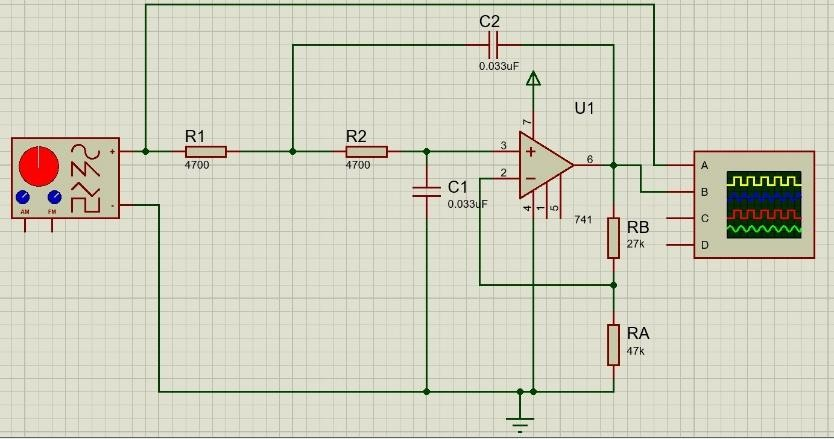 C2
0.033uF
U1
7
R1
4700
R2
4700
3
2
6
4
1
5
741
C1
0.033uF
+
-
AM
FM
A
B
C
D
RB
27k
RA
47k